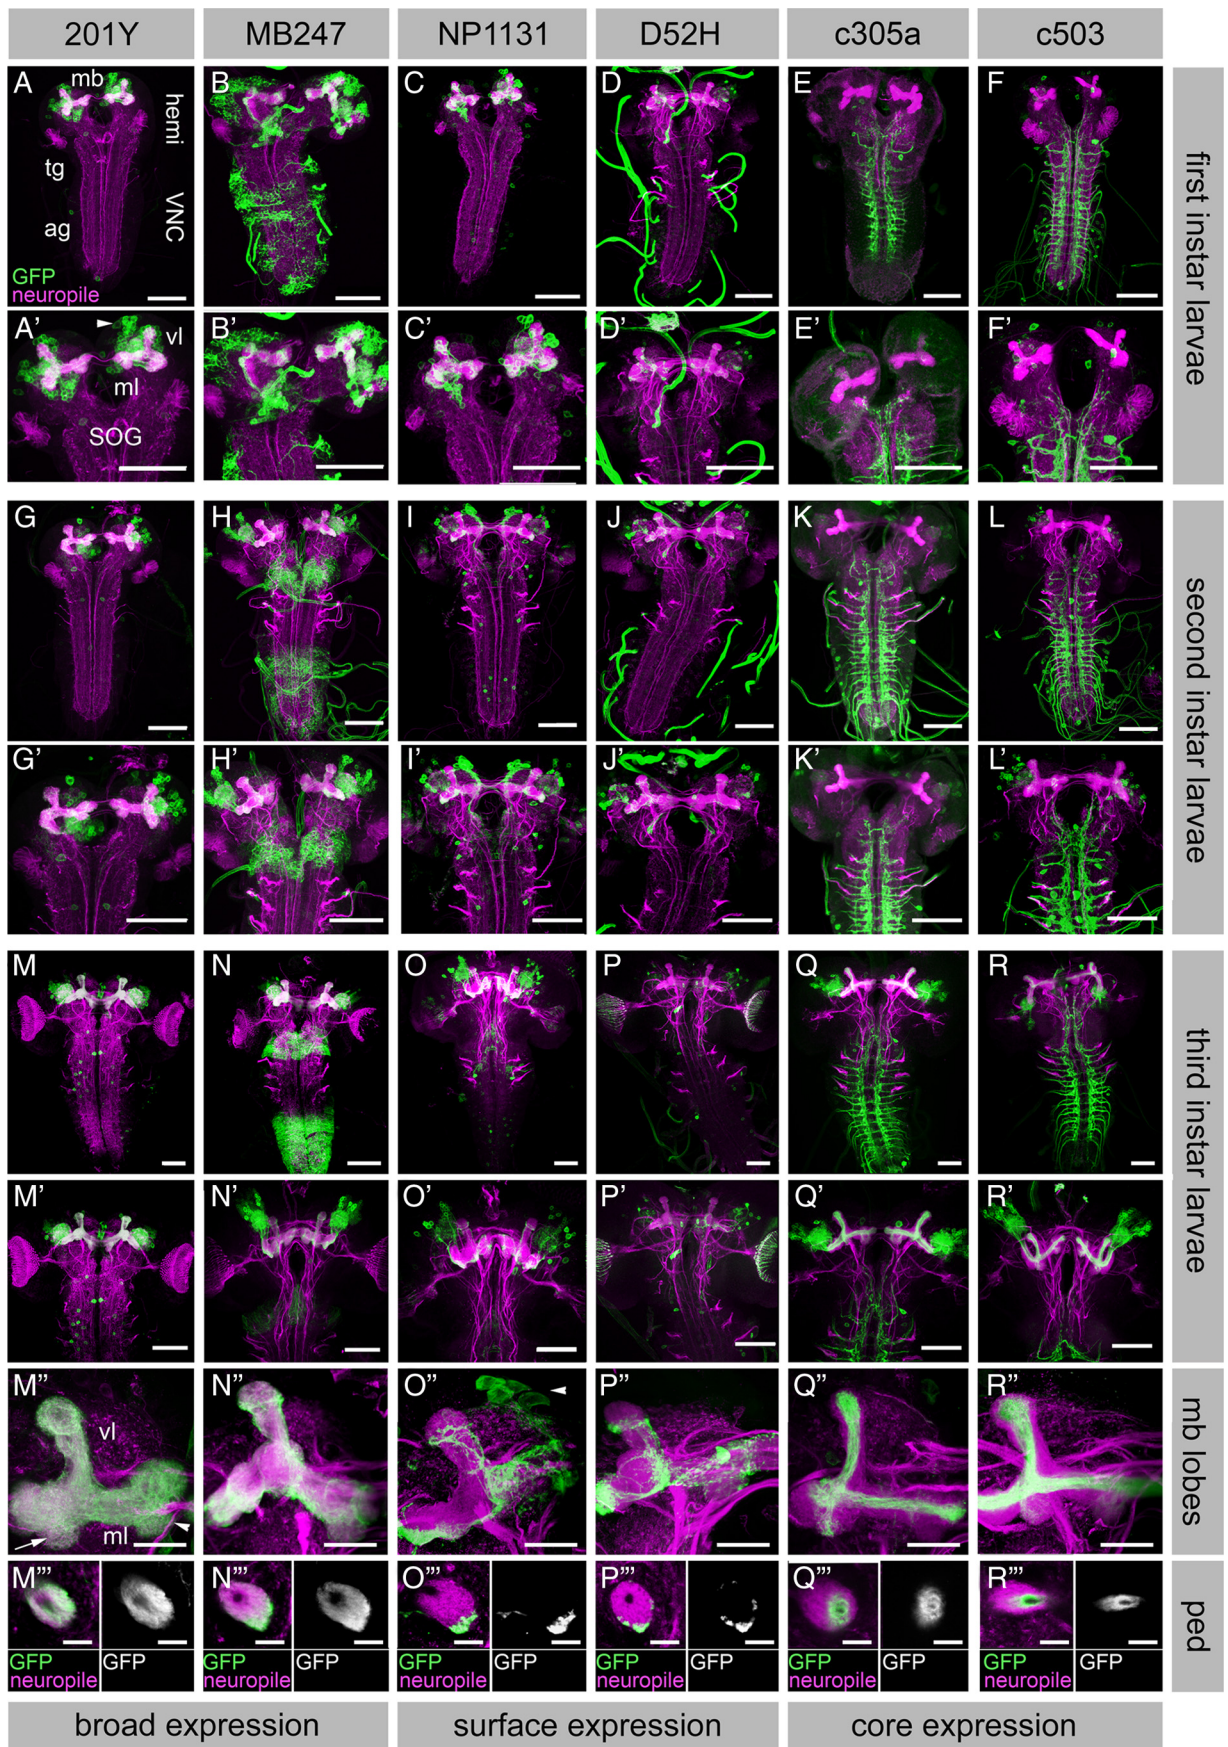 201Y MB247 NP1131 D52H c305a c503
A mb hemi tg VNC ag GFP neuropile
B
C
D
E
F
first instar larvae
A' vl ml SOG
B'
C'
D'
E'
F'
G H I J K L
second instar larvae
G' H' I' J' K' L'
M N O P Q R
third instar larvae
M' N' O' P' Q' R'
M" vl ml
N" O" P" Q" R"
mb lobes
M"' N"' O"' P"' Q"' R"'
ped
GFP GFP GFP GFP GFP GFP GFP GFP GFP GFP GFP GFP
neuropile neuropile neuropile neuropile neuropile neuropile
broad expression surface expression core expression